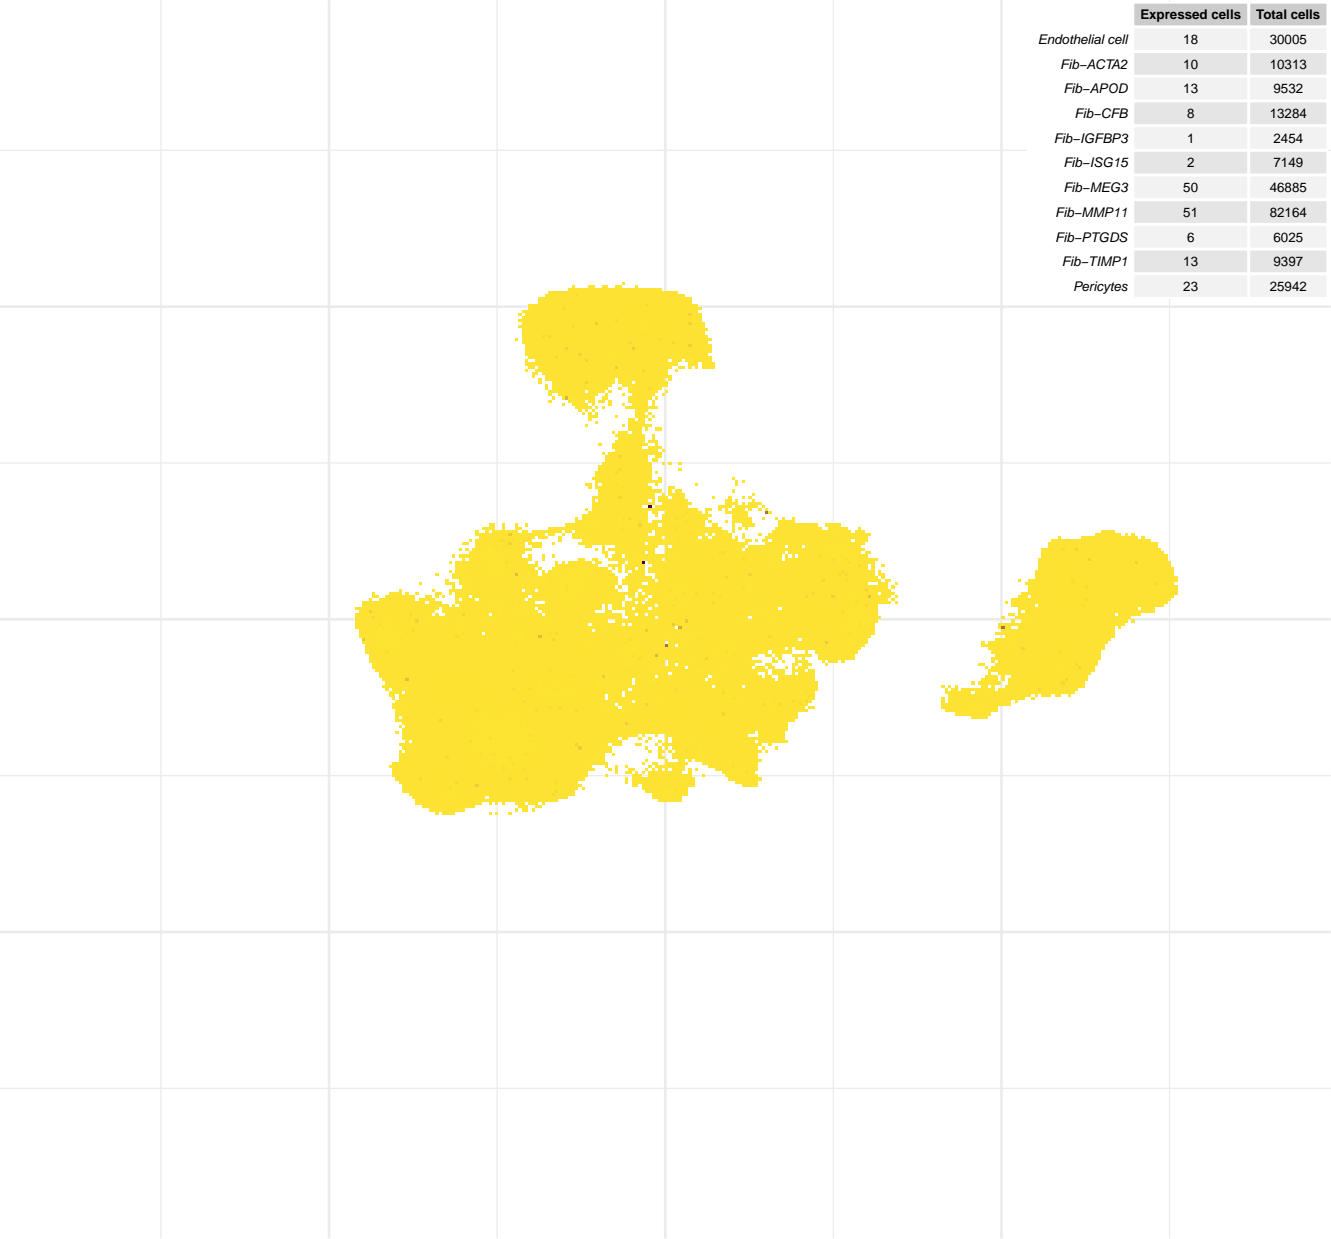 Expressed cells Total cells
Endothelial cell 18 30005
Fib−ACTA2 10 10313
Fib−APOD 13 9532
Fib−CFB 8 13284
Fib−IGFBP3 1 2454
Fib−ISG15 2 7149
Fib−MEG3 50 46885
Fib−MMP11 51 82164
Fib−PTGDS 6 6025
Fib−TIMP1 13 9397
Pericytes 23 25942